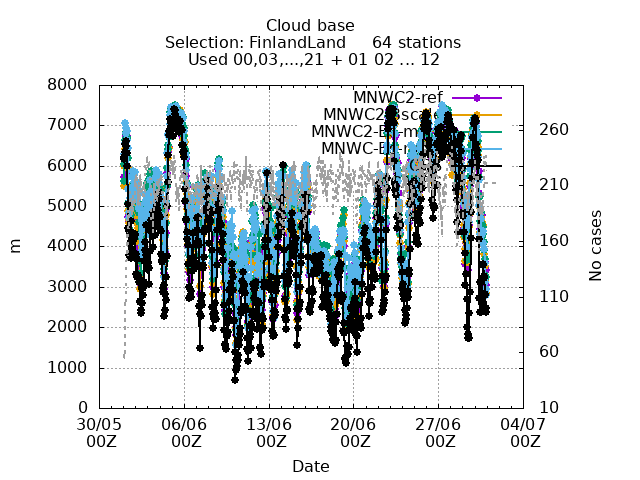 Cloud base
Selection: FinlandLand 64 stations
Used 00,03,...,21 + 01 02 ... 12
8000
7000
6000
5000
4000
3000
2000
1000
0
m
MNWC2-ref
260
210
160
110
60
10
No cases
30/05 06/06 13/06 20/06 27/06 04/07
00Z 00Z 00Z 00Z 00Z 00Z
Date